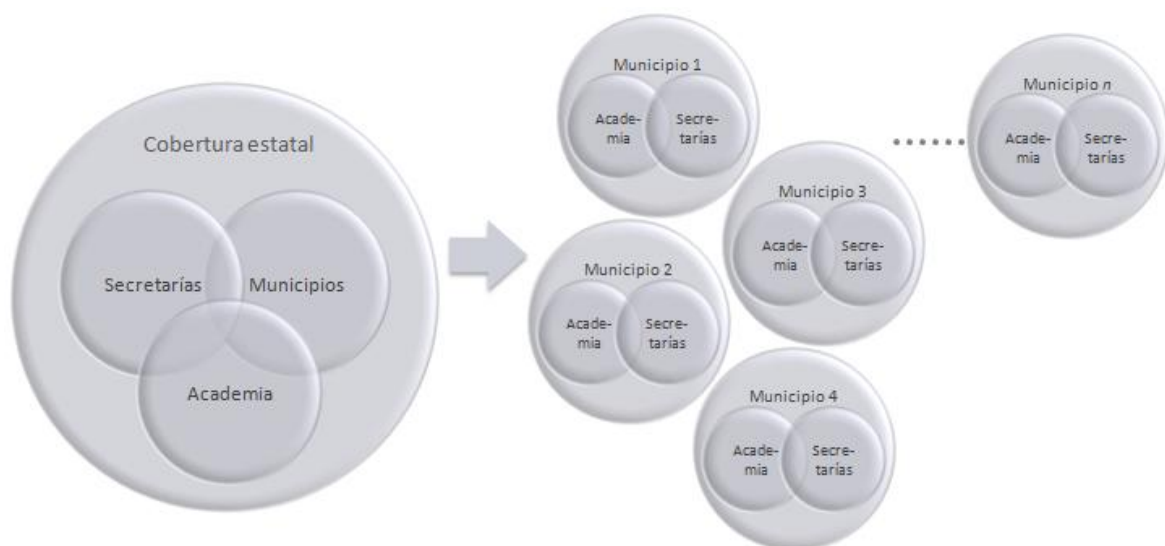 Cobertura estatal
Secretarías
Municipios
Academia
Municipio 1
Acade-
mia
Secre-
tarías
Municipio 2
Acade-
mia
Secre-
tarías
Municipio 3
Acade-
mia
Secre-
tarías
Municipio 4
Acade-
mia
Secre-
tarías
Municipio n
Acade-
mia
Secre-
tarías